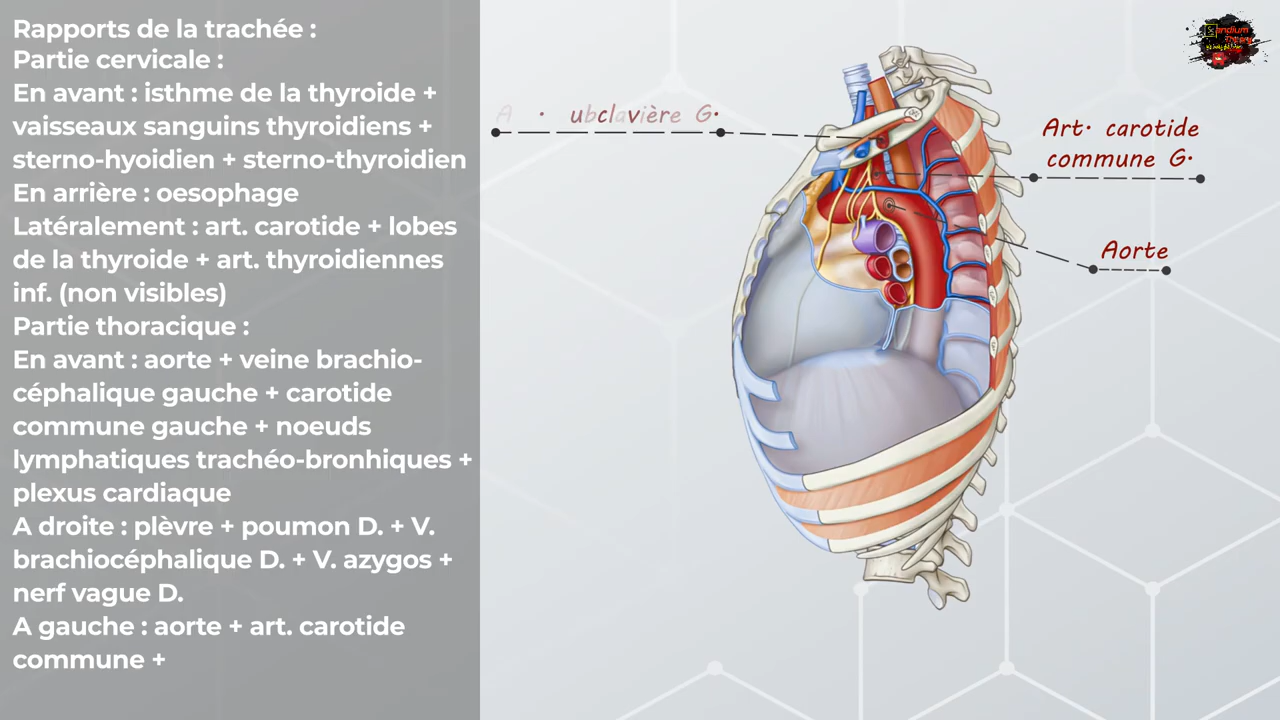 Rapports de la trachée :
Partie cervicale :
En avant : isthme de la thyroide +
vaisseaux sanguins thyroidiens +
sterno-hyoidien + sterno-thyroidien
En arrière : oesophage
Latéralement : art. carotide + lobes
de la thyroide + art. thyroidiennes
inf. (non visibles)
Partie thoracique :
En avant : aorte + veine brachio-
céphalique gauche + carotide
commune gauche + noeuds
lymphatiques trachéo-bronhiques +
plexus cardiaque
A droite : plèvre + poumon D. + V.
brachiocéphalique D. + V. azygos +
nerf vague D.
A gauche : aorte + art. carotide
commune +
A . ubclavière G.
Art. carotide
commune G.
Aorte